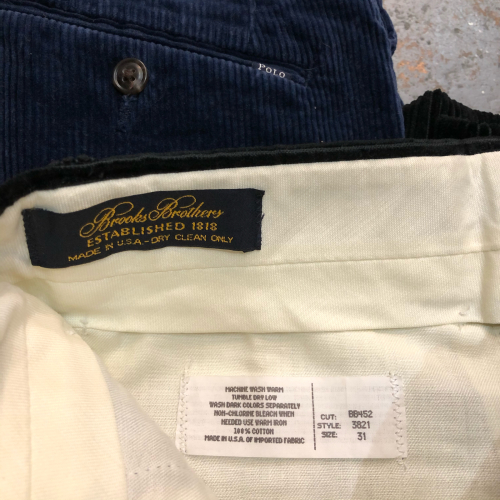 POLO
Brooks Brothers
ESTABLISHED 1818
MADE IN U.S.A.-DRY CLEAN ONLY
MACHINE WASH WARM
TUMBLE DRY LOW
WASH DARK COLORS SEPARATELY
NON-CHLORINE BLEACH WHEN
NEEDED USE WARM IRON
100% COTTON
MADE IN U.S.A. OF IMPORTED FABRIC
CUT: BB452
STYLE: 3821
SIZE: 31